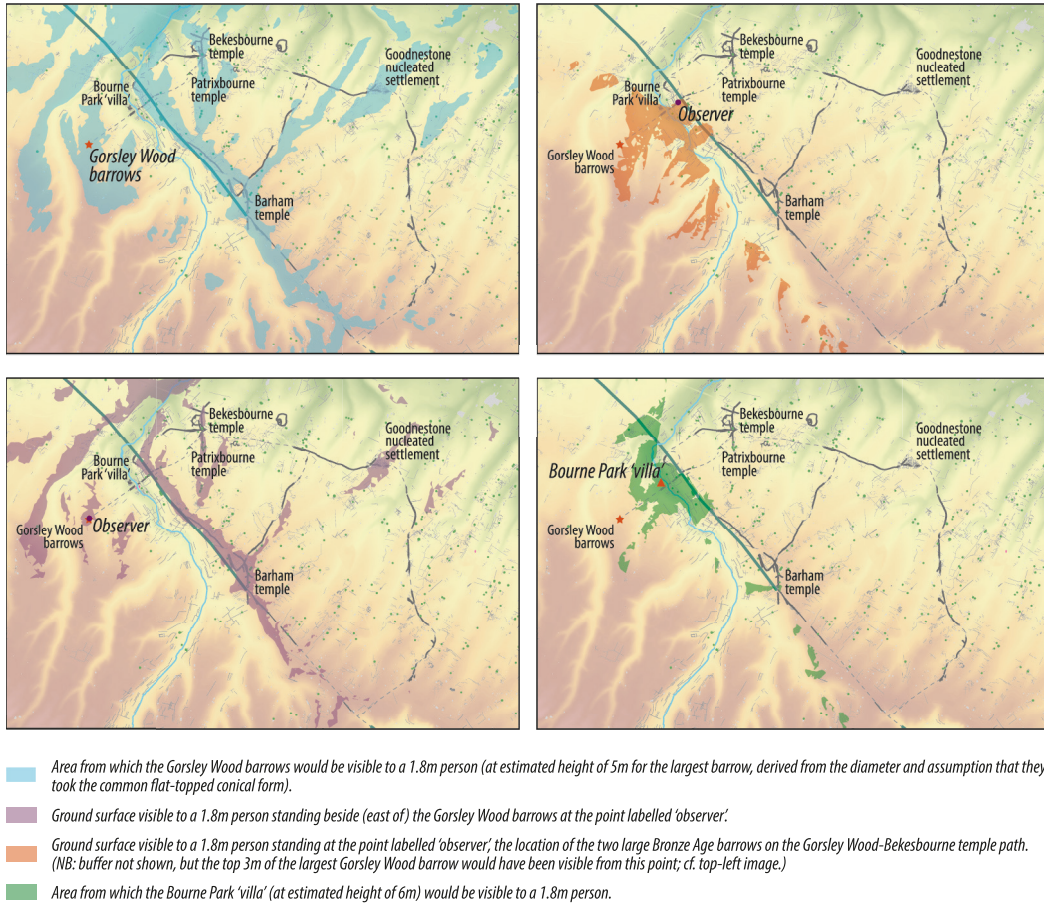 Bekesbourne
temple
Goodnestone
nucleated
settlement
Bourne
Park 'villa'
Patrixbourne
temple
Gorsley Wood
barrows
Barham
temple
Bekesbourne
temple
Goodnestone
nucleated
settlement
Bourne
Park 'villa'
Patrixbourne
temple
Observer
Gorsley Wood
barrows
Barham
temple
Bekesbourne
temple
Goodnestone
nucleated
settlement
Bourne
Park 'villa'
Patrixbourne
temple
Observer
Gorsley Wood
barrows
Barham
temple
Bekesbourne
temple
Goodnestone
nucleated
settlement
Bourne Park 'villa'
Patrixbourne
temple
Gorsley Wood
barrows
Barham
temple
Area from which the Gorsley Wood barrows would be visible to a 1.8m person (at estimated height of 5m for the largest barrow, derived from the diameter and assumption that they
took the common flat-topped conical form).
Ground surface visible to a 1.8m person standing beside (east of) the Gorsley Wood barrows at the point labelled 'observer'.
Ground surface visible to a 1.8m person standing at the point labelled 'observer', the location of the two large Bronze Age barrows on the Gorsley Wood-Bekesbourne temple path.
(NB: buffer not shown, but the top 3m of the largest Gorsley Wood barrow would have been visible from this point; cf. top-left image.)
Area from which the Bourne Park 'villa' (at estimated height of 6m) would be visible to a 1.8m person.